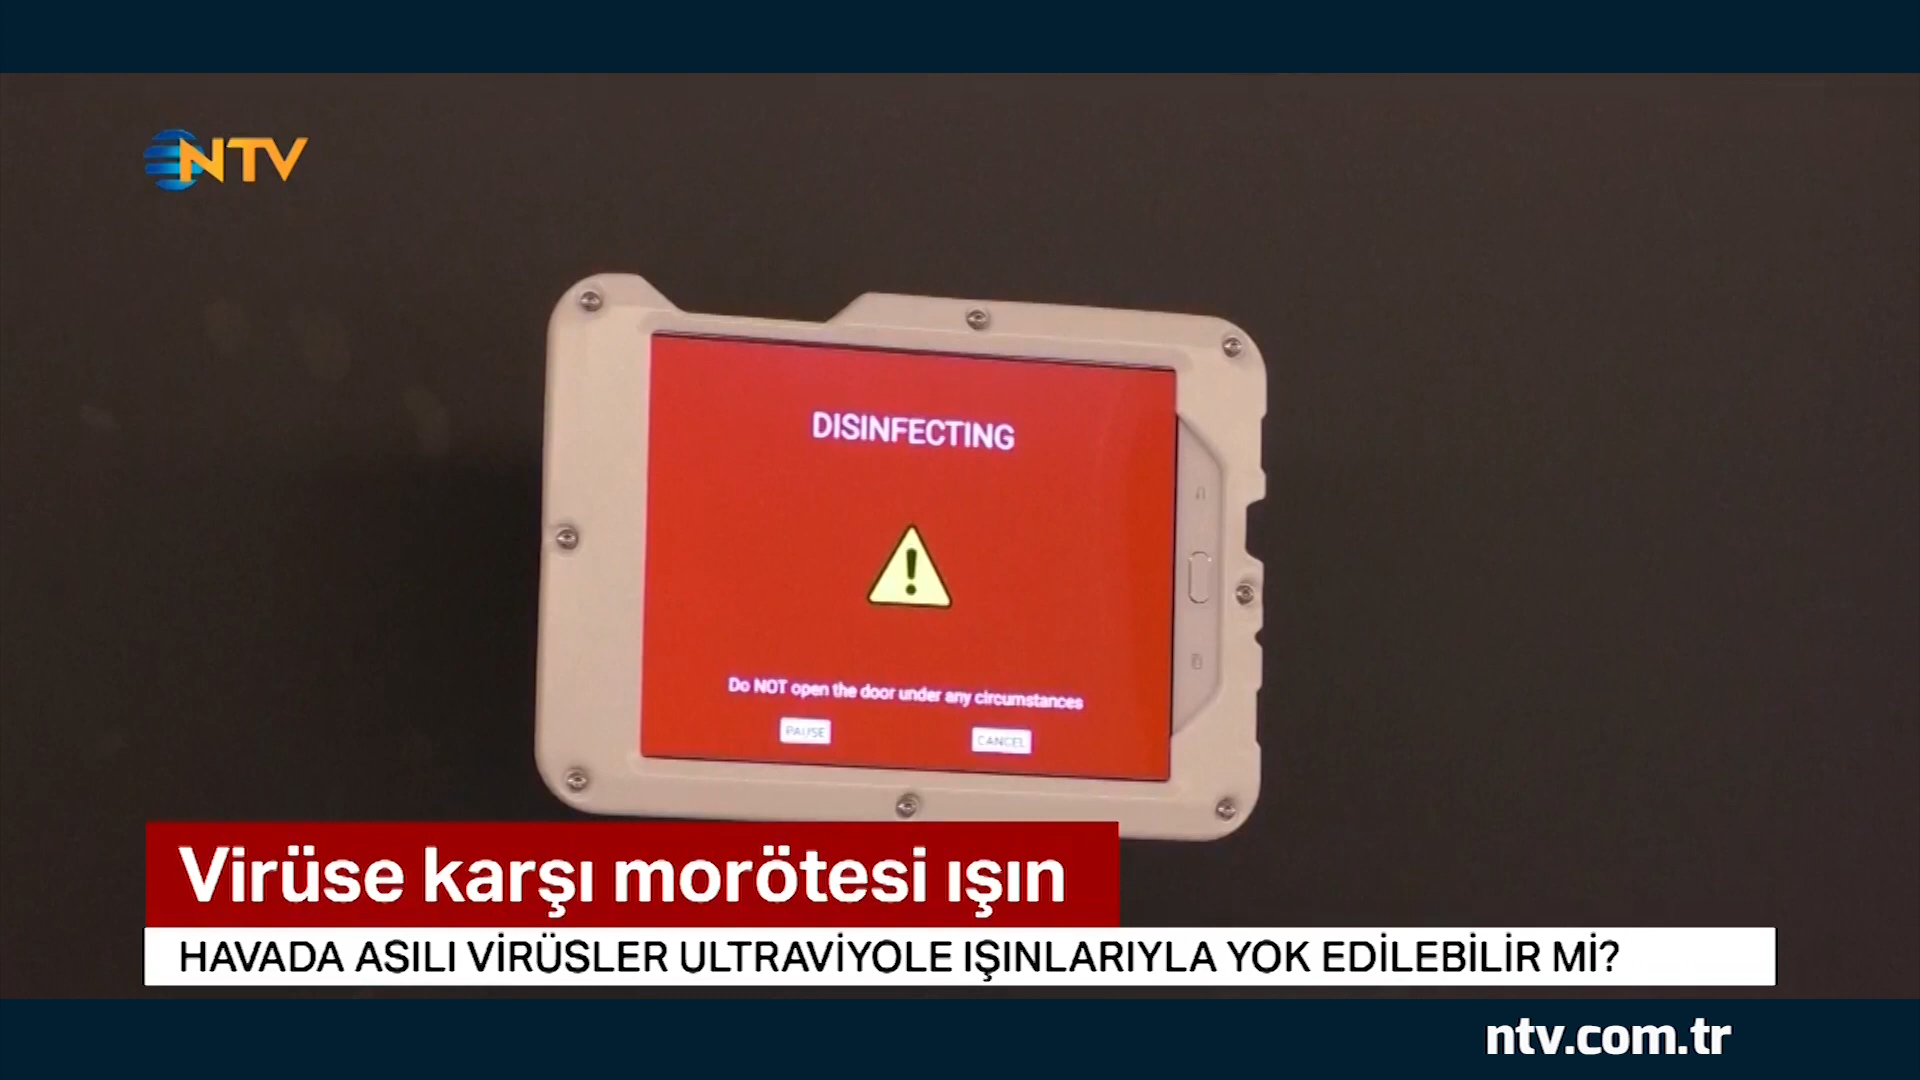 NTV
DISINFECTING
Do NOT open the door under any circumstances
PAUSE
CANCEL
Virüse karşı morötesi ışın
HAVADA ASILI VİRÜSLER ULTRAVİYOLE IŞINLARIYLA YOK EDİLEBİLİR Mİ?
ntv.com.tr